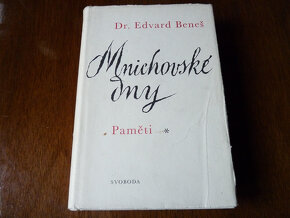 Dr. Edvard Beneš
Mnichovské
dny
* Paměti *
SVOBODA